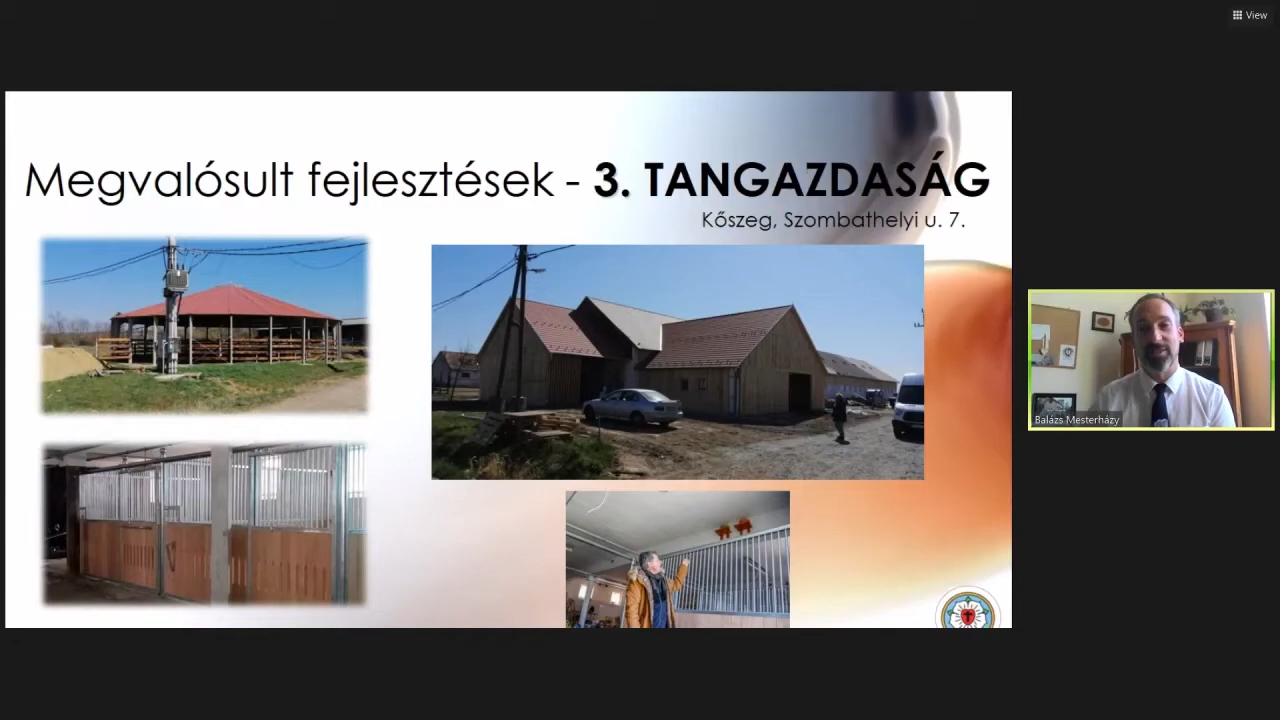 View
Megvalósult fejlesztések - 3. TANGAZDASÁG
Kőszeg, Szombathelyi u. 7.
Balázs Mesterházy